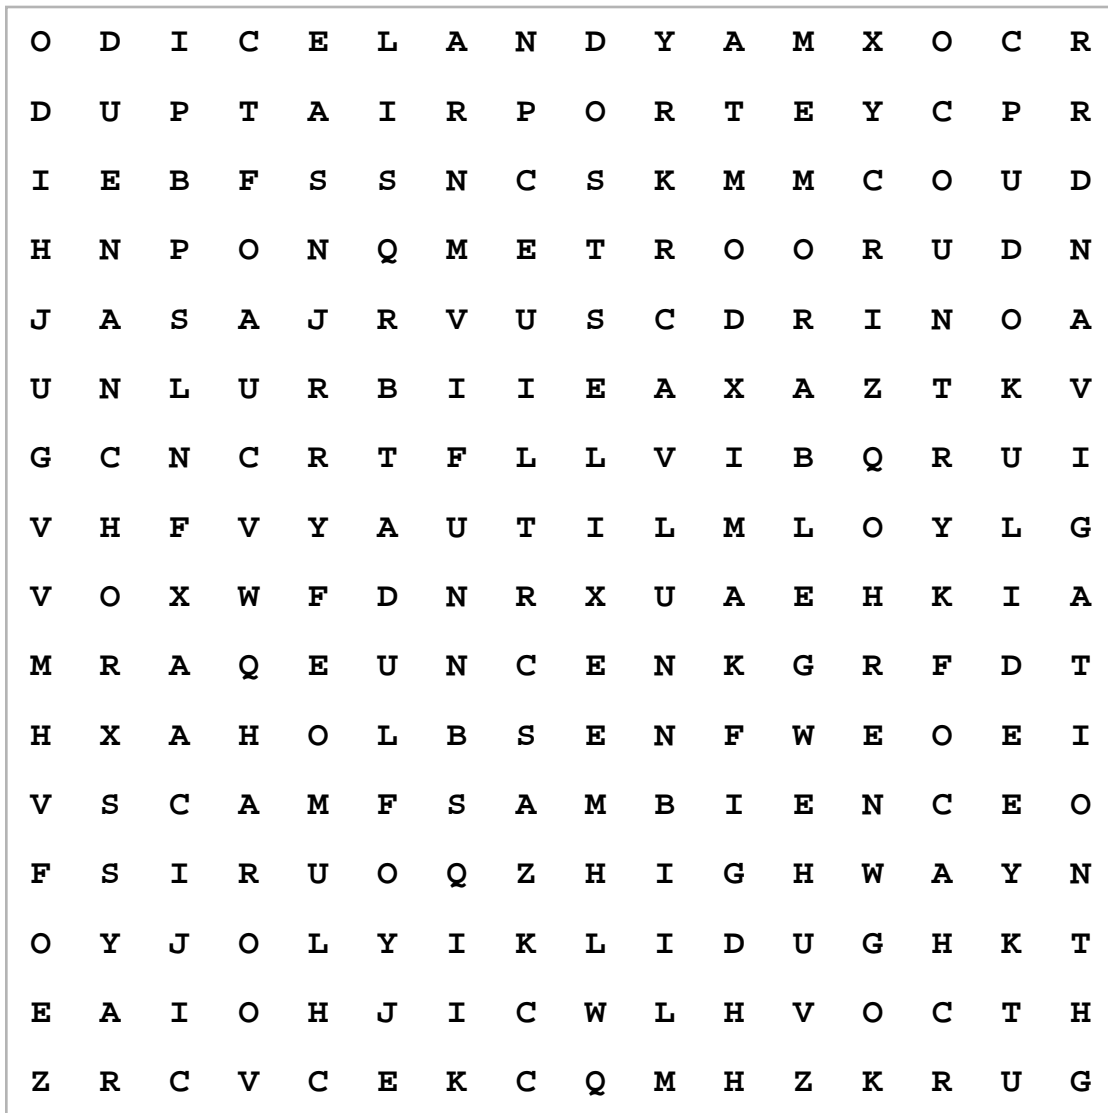 O D I C E L A N D Y A M X O C R
D U P T A I R P O R T E Y C P R
I E B F S S N C S K M M C O U D
H N P O N Q M E T R O O R U D N
J A S A J R V U S C D R I N O A
U N L U R B I I E A X A Z T K V
G C N C R T F L L V I B Q R U I
V H F V Y A U T I L M L O Y L G
V O X W F D N R X U A E H K I A
M R A Q E U N C E N K G R F D T
H X A H O L B S E N F W E O E I
V S C A M F S A M B I E N C E O
F S I R U O Q Z H I G H W A Y N
O Y J O L Y I K L I D U G H K T
E A I O H J I C W L H V O C T H
Z R C V C E K C Q M H Z K R U G